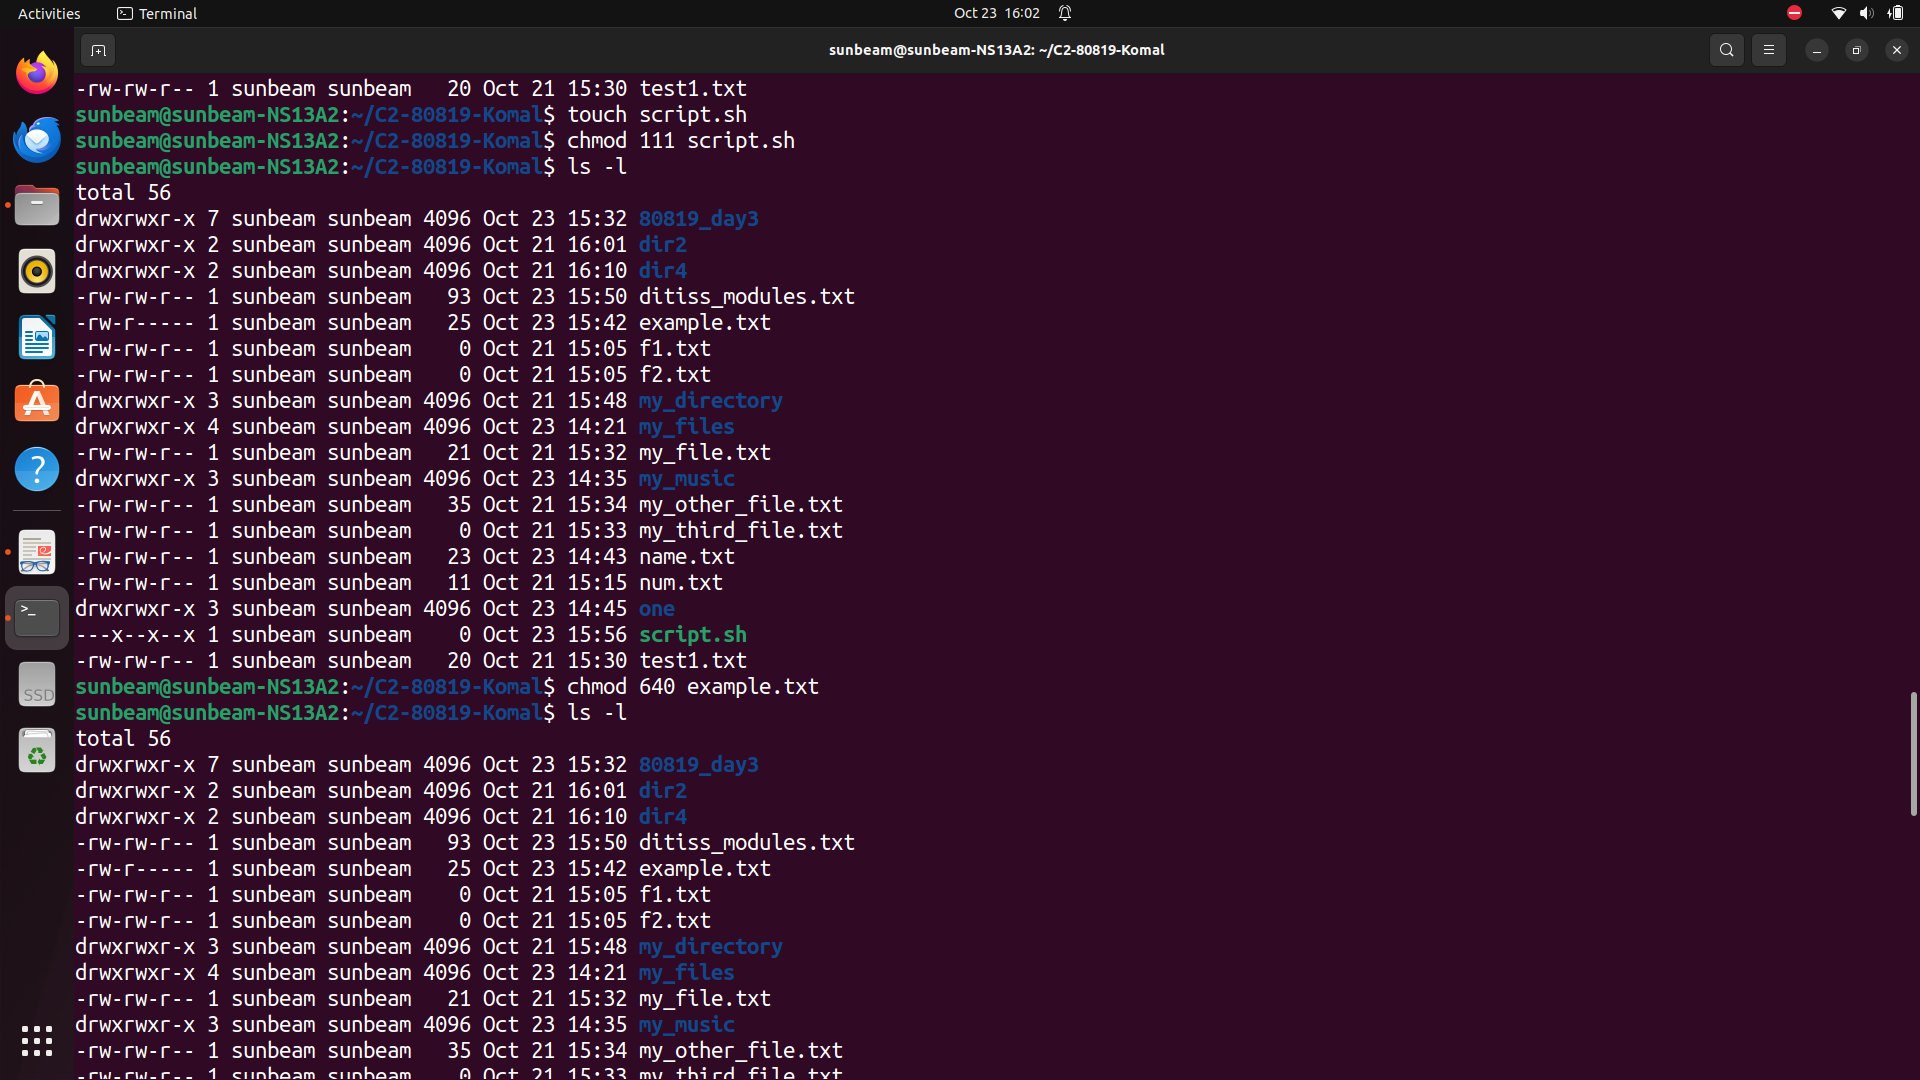 Activities
Terminal
Oct 23 16:02
sunbeam@sunbeam-NS13A2: ~/C2-80819-Komal
-rw-rw-r-- 1 sunbeam sunbeam   20 Oct 21 15:30 test1.txt
sunbeam@sunbeam-NS13A2:~/C2-80819-Komal$ touch script.sh
sunbeam@sunbeam-NS13A2:~/C2-80819-Komal$ chmod 111 script.sh
sunbeam@sunbeam-NS13A2:~/C2-80819-Komal$ ls -l
total 56
drwxrwxr-x 7 sunbeam sunbeam 4096 Oct 23 15:32 80819_day3
drwxrwxr-x 2 sunbeam sunbeam 4096 Oct 21 16:01 dir2
drwxrwxr-x 2 sunbeam sunbeam 4096 Oct 21 16:10 dir4
-rw-rw-r-- 1 sunbeam sunbeam   93 Oct 23 15:50 ditiss_modules.txt
-rw-r----- 1 sunbeam sunbeam   25 Oct 23 15:42 example.txt
-rw-rw-r-- 1 sunbeam sunbeam    0 Oct 21 15:05 f1.txt
-rw-rw-r-- 1 sunbeam sunbeam    0 Oct 21 15:05 f2.txt
drwxrwxr-x 3 sunbeam sunbeam 4096 Oct 21 15:48 my_directory
drwxrwxr-x 4 sunbeam sunbeam 4096 Oct 23 14:21 my_files
-rw-rw-r-- 1 sunbeam sunbeam   21 Oct 21 15:32 my_file.txt
drwxrwxr-x 3 sunbeam sunbeam 4096 Oct 23 14:35 my_music
-rw-rw-r-- 1 sunbeam sunbeam   35 Oct 21 15:34 my_other_file.txt
-rw-rw-r-- 1 sunbeam sunbeam    0 Oct 21 15:33 my_third_file.txt
-rw-rw-r-- 1 sunbeam sunbeam   23 Oct 23 14:43 name.txt
-rw-rw-r-- 1 sunbeam sunbeam   11 Oct 21 15:15 num.txt
drwxrwxr-x 3 sunbeam sunbeam 4096 Oct 23 14:45 one
---x--x--x 1 sunbeam sunbeam    0 Oct 23 15:56 script.sh
-rw-rw-r-- 1 sunbeam sunbeam   20 Oct 21 15:30 test1.txt
sunbeam@sunbeam-NS13A2:~/C2-80819-Komal$ chmod 640 example.txt
sunbeam@sunbeam-NS13A2:~/C2-80819-Komal$ ls -l
total 56
drwxrwxr-x 7 sunbeam sunbeam 4096 Oct 23 15:32 80819_day3
drwxrwxr-x 2 sunbeam sunbeam 4096 Oct 21 16:01 dir2
drwxrwxr-x 2 sunbeam sunbeam 4096 Oct 21 16:10 dir4
-rw-rw-r-- 1 sunbeam sunbeam   93 Oct 23 15:50 ditiss_modules.txt
-rw-r----- 1 sunbeam sunbeam   25 Oct 23 15:42 example.txt
-rw-rw-r-- 1 sunbeam sunbeam    0 Oct 21 15:05 f1.txt
-rw-rw-r-- 1 sunbeam sunbeam    0 Oct 21 15:05 f2.txt
drwxrwxr-x 3 sunbeam sunbeam 4096 Oct 21 15:48 my_directory
drwxrwxr-x 4 sunbeam sunbeam 4096 Oct 23 14:21 my_files
-rw-rw-r-- 1 sunbeam sunbeam   21 Oct 21 15:32 my_file.txt
drwxrwxr-x 3 sunbeam sunbeam 4096 Oct 23 14:35 my_music
-rw-rw-r-- 1 sunbeam sunbeam   35 Oct 21 15:34 my_other_file.txt
-rw-rw-r-- 1 sunbeam sunbeam    0 Oct 21 15:33 my_third_file.txt
SSD